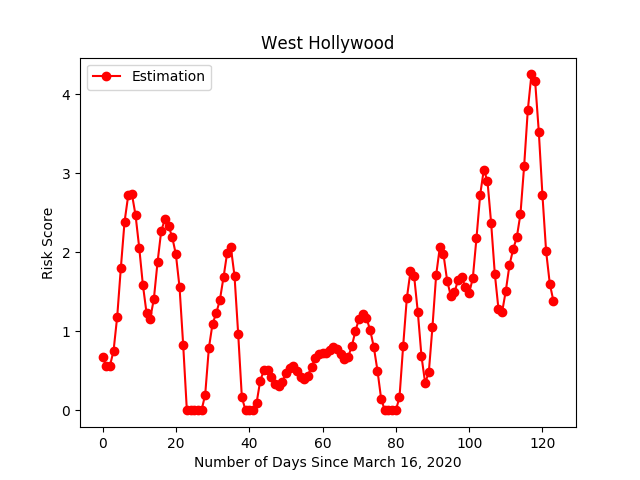 West Hollywood
Estimation
Risk Score
4
3
2
1
0
0 20 40 60 80 100 120
Number of Days Since March 16, 2020